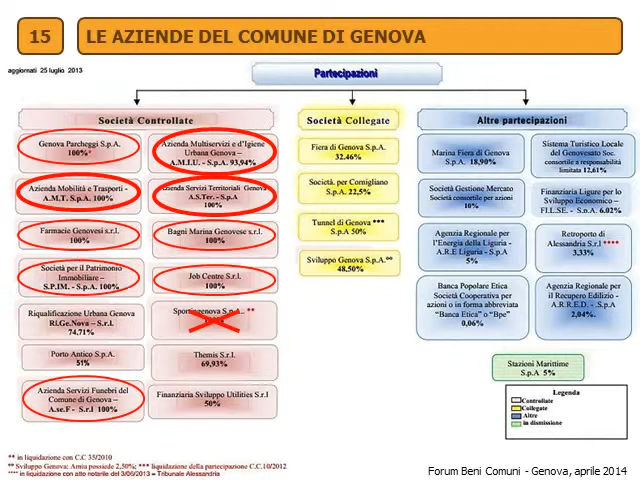 15
LE AZIENDE DEL COMUNE DI GENOVA
aggiornati 25 luglio 2013
Partecipazioni
Società Controllate
Genova Parcheggi S.p.A.
100%*
Azienda Multiservizi e d'Igiene
Urbana Genova –
A.M.I.U. - S.p.A. 93,94%
Azienda Mobilità e Trasporti -
A.M.T. S.p.A. 100%
Azienda Servizi Territoriali Genova
A.S.Ter. - S.p.A
100%
Farmacie Genovesi s.r.l.
100%
Bagni Marina Genovese s.r.l.
100%
Società per il Patrimonio
Immobiliare –
S.P.IM. - S.p.A. 100%
Job Centre S.r.l.
100%
Riqualificazione Urbana Genova
RI.Ge.Nova – S.r.l.
74,71%
Sportingenova S.p.A.. **
Porto Antico S.p.A.
51%
Themis S.r.l.
69,93%
Azienda Servizi Funebri del
Comune di Genova –
A.se.F - S.r.l 100%
Finanziaria Sviluppo Utilities S.r.l
50%
Società Collegate
Fiera di Genova S.p.A.
32.46%
Società. per Cornigliano
S.p.A. 22,5%
Tunnel di Genova ***
S.p.A 50%
Sviluppo Genova S.p.A.°°
48,50%
Altre partecipazioni
Marina Fiera di Genova
S.p.A. 18,90%
Sistema Turistico Locale
del Genovesato Soc.
consortile a responsabilità
limitata 12,61%
Società Gestione Mercato
Società consortile per azioni
10%
Finanziaria Ligure per lo
Sviluppo Economico –
FI.L.SE. - S.p.A. 6.02%
Agenzia Regionale per
l'Energia della Liguria -
A.R.E Liguria - S.p.A
5%
Retroporto di
Alessandria S.r.l ****
3,33%
Banca Popolare Etica
Società Cooperativa per
azioni o in forma abbreviata
"Banca Etica" o "Bpe"
0,06%
Agenzia Regionale per
il Recupero Edilizio -
A.R.R.E.D. - .S.p.A
2,04%.
Stazioni Marittime
S.p.A 5%
Legenda
Controllate
Collegate
Altre
in dismissione
** in liquidazione con C.C 35/2010
°° Sviluppo Genova: Amiu possiede 2,50%; *** liquidazione della partecipazione C.C.10/2012
**** in liquidazione con atto notarile del 3/06/2013 – Tribunale Alessandria
Forum Beni Comuni - Genova, aprile 2014